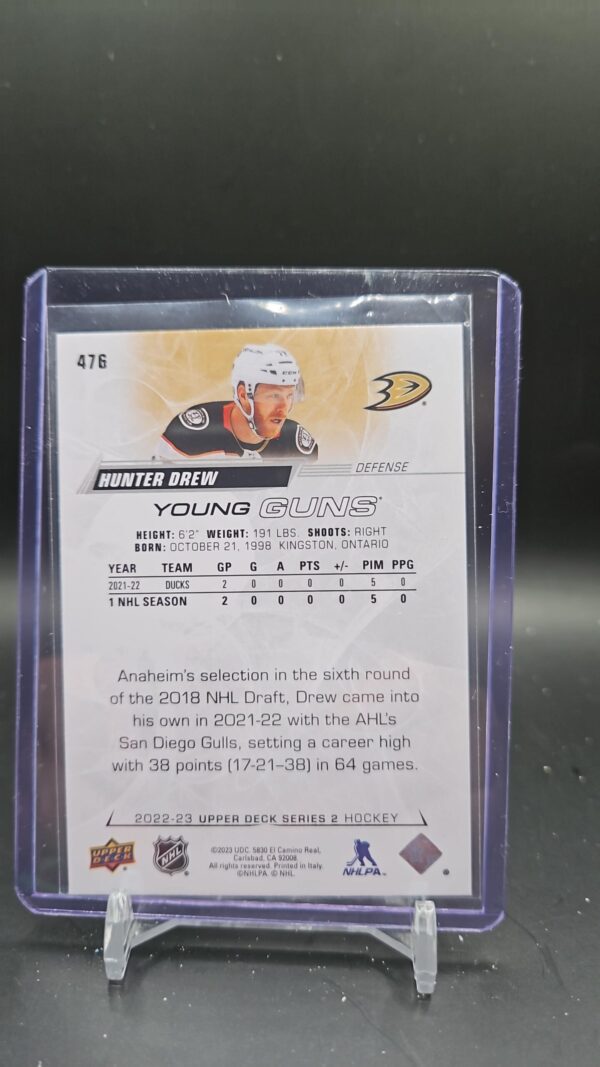 476
HUNTER DREW
DEFENSE
YOUNG GUNS®
HEIGHT: 6'2" WEIGHT: 191 LBS. SHOOTS: RIGHT
BORN: OCTOBER 21, 1998 KINGSTON, ONTARIO
YEAR TEAM GP G A PTS +/- PIM PPG
2021-22 DUCKS 2 0 0 0 0 5 0
1 NHL SEASON 2 0 0 0 0 5 0
Anaheim's selection in the sixth round
of the 2018 NHL Draft, Drew came into
his own in 2021-22 with the AHL's
San Diego Gulls, setting a career high
with 38 points (17-21–38) in 64 games.
2022-23 UPPER DECK SERIES 2 HOCKEY
UPPER DECK
NHL
©2023 UDC. 5830 El Camino Real,
Carlsbad, CA 92008.
All rights reserved. Printed in Italy.
©NHLPA. © NHL.
NHLPA